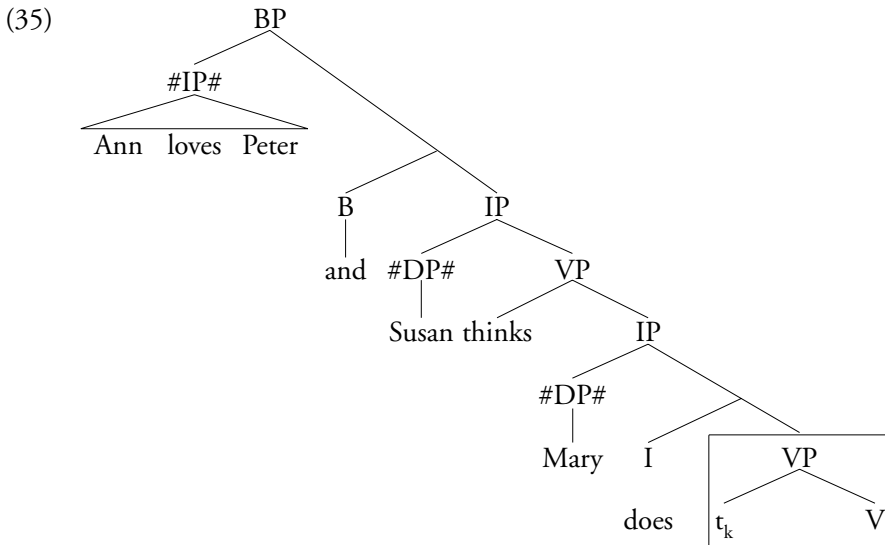 (35) BP
#IP#
Ann loves Peter
B IP
and #DP# VP
Susan thinks IP
#DP#
Mary I VP
does t_k V